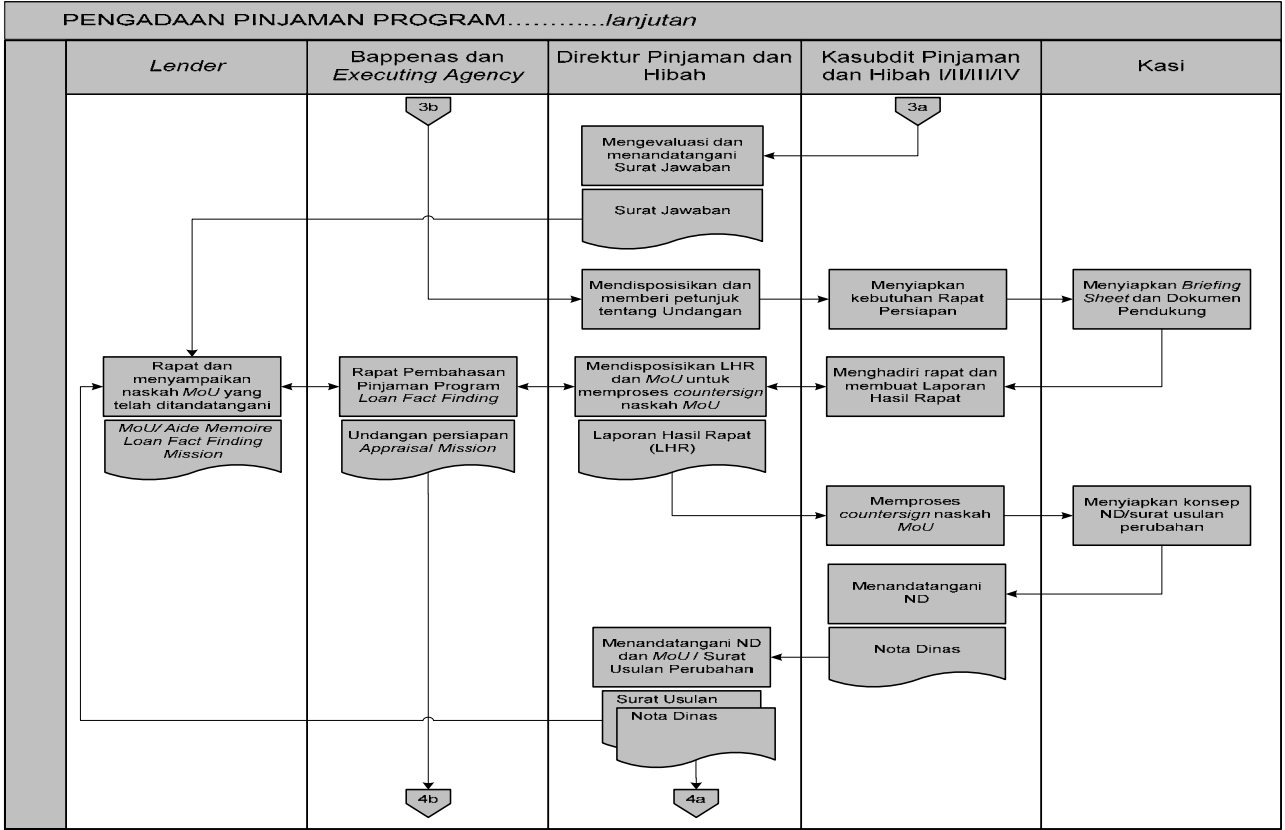 PENGADAAN PINJAMAN PROGRAM............lanjutan
Lender
Bappenas dan
Executing Agency
Direktur Pinjaman dan
Hibah
Kasubdit Pinjaman
dan Hibah I/II/III/IV
Kasi
3b
3a
Mengevaluasi dan
menandatangani
Surat Jawaban
Surat Jawaban
Mendisposisikan dan
memberi petunjuk
tentang Undangan
Menyiapkan
kebutuhan Rapat
Persiapan
Menyiapkan Briefing
Sheet dan Dokumen
Pendukung
Rapat dan
menyampaikan
naskah MoU yang
telah ditandatangani
MoU/ Aide Memoire
Loan Fact Finding
Mission
Rapat Pembahasan
Pinjaman Program
Loan Fact Finding
Undangan persiapan
Appraisal Mission
Mendisposisikan LHR
dan MoU untuk
memproses countersign
naskah MoU
Laporan Hasil Rapat
(LHR)
Menghadiri rapat dan
membuat Laporan
Hasil Rapat
Memproses
countersign naskah
MoU
Menyiapkan konsep
ND/surat usulan
perubahan
Menandatangani
ND
Nota Dinas
Menandatangani ND
dan MoU / Surat
Usulan Perubahan
Surat Usulan
Nota Dinas
4b
4a